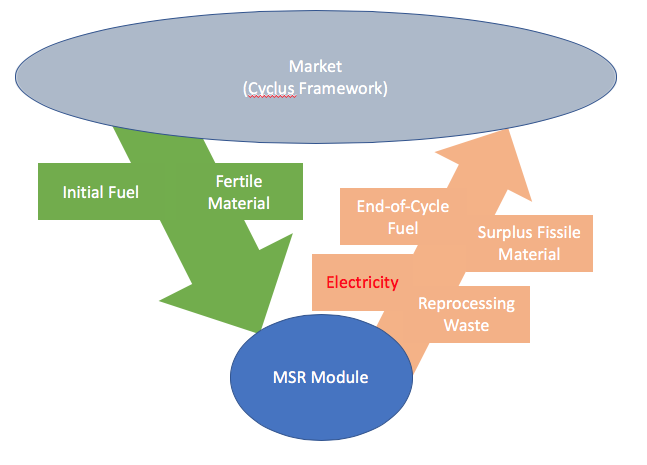 Market
(Cyclus Framework)
Initial Fuel
Fertile
Material
End-of-Cycle
Fuel
Surplus Fissile
Material
Electricity
Reprocessing
Waste
MSR Module